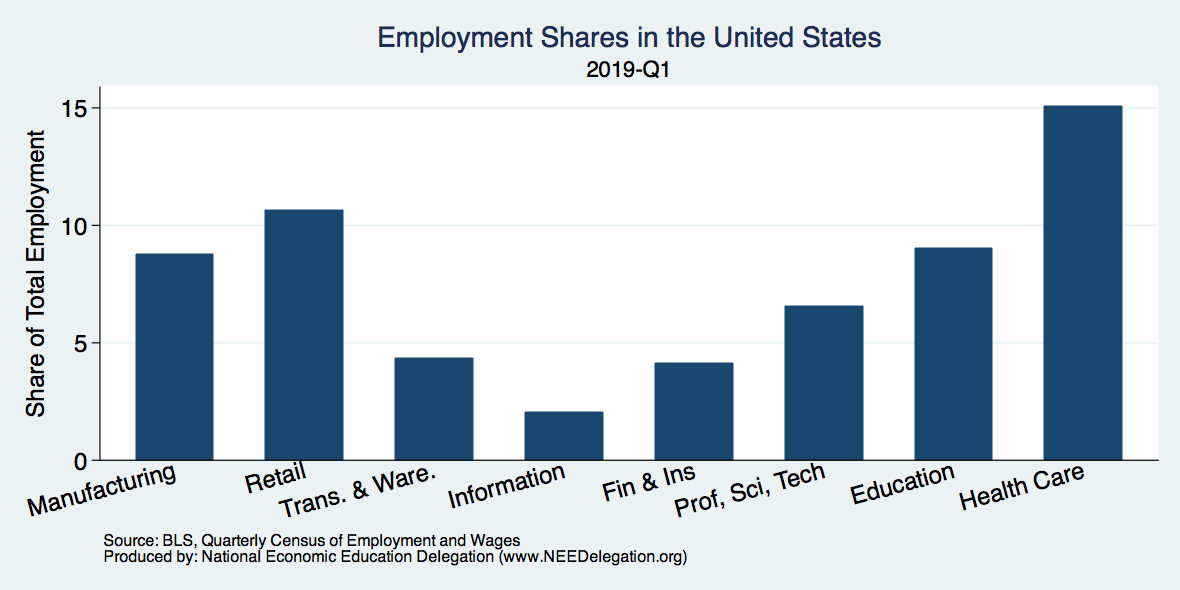 Employment Shares in the United States
2019-Q1
Share of Total Employment
15
10
5
0
Manufacturing
Retail
Trans. & Ware.
Information
Fin & Ins
Prof, Sci, Tech
Education
Health Care
Source: BLS, Quarterly Census of Employment and Wages
Produced by: National Economic Education Delegation (www.NEEDelegation.org)